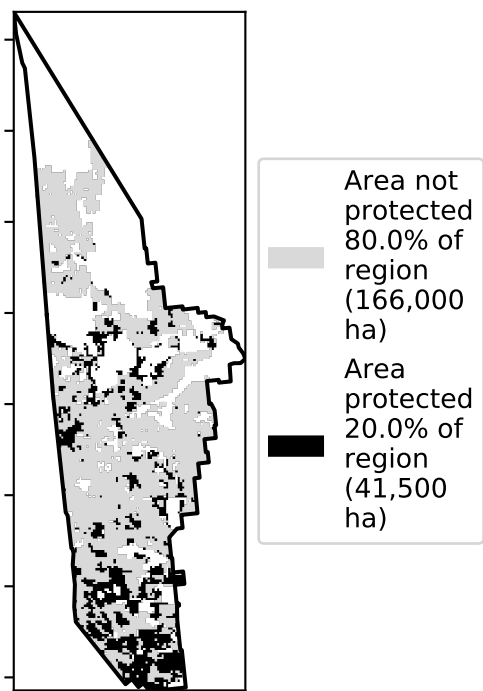 Area not
protected
80.0% of
region
(166,000
ha)
Area
protected
20.0% of
region
(41,500
ha)